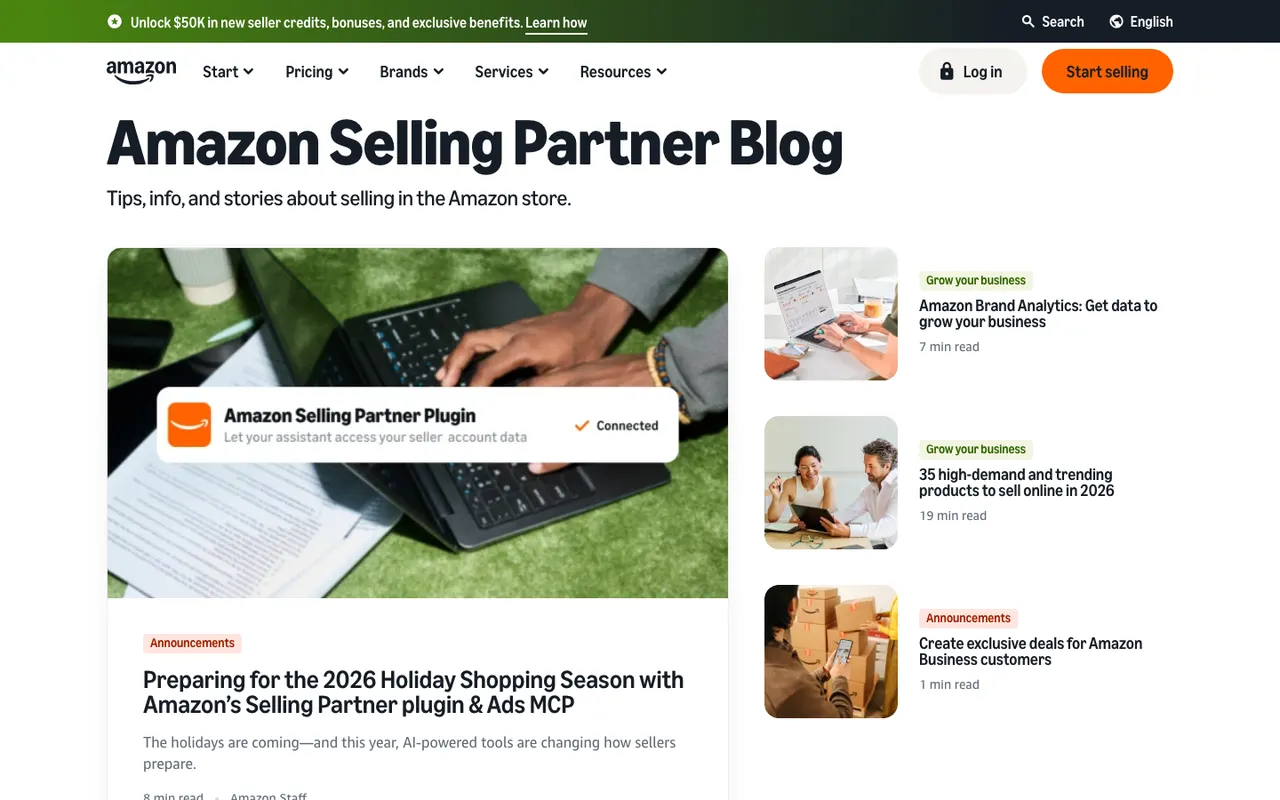 Unlock $50K in new seller credits, bonuses, and exclusive benefits. Learn how
Search
English
amazon
Start
Pricing
Brands
Services
Resources
Log in
Start selling
Amazon Selling Partner Blog
Tips, info, and stories about selling in the Amazon store.
Amazon Selling Partner Plugin
Let your assistant access your seller account data
Connected
Announcements
Preparing for the 2026 Holiday Shopping Season with
Amazon’s Selling Partner plugin & Ads MCP
The holidays are coming—and this year, AI-powered tools are changing how sellers
prepare.
8 min read
Amazon Staff
Grow your business
Amazon Brand Analytics: Get data to
grow your business
7 min read
Grow your business
35 high-demand and trending
products to sell online in 2026
19 min read
Announcements
Create exclusive deals for Amazon
Business customers
1 min read